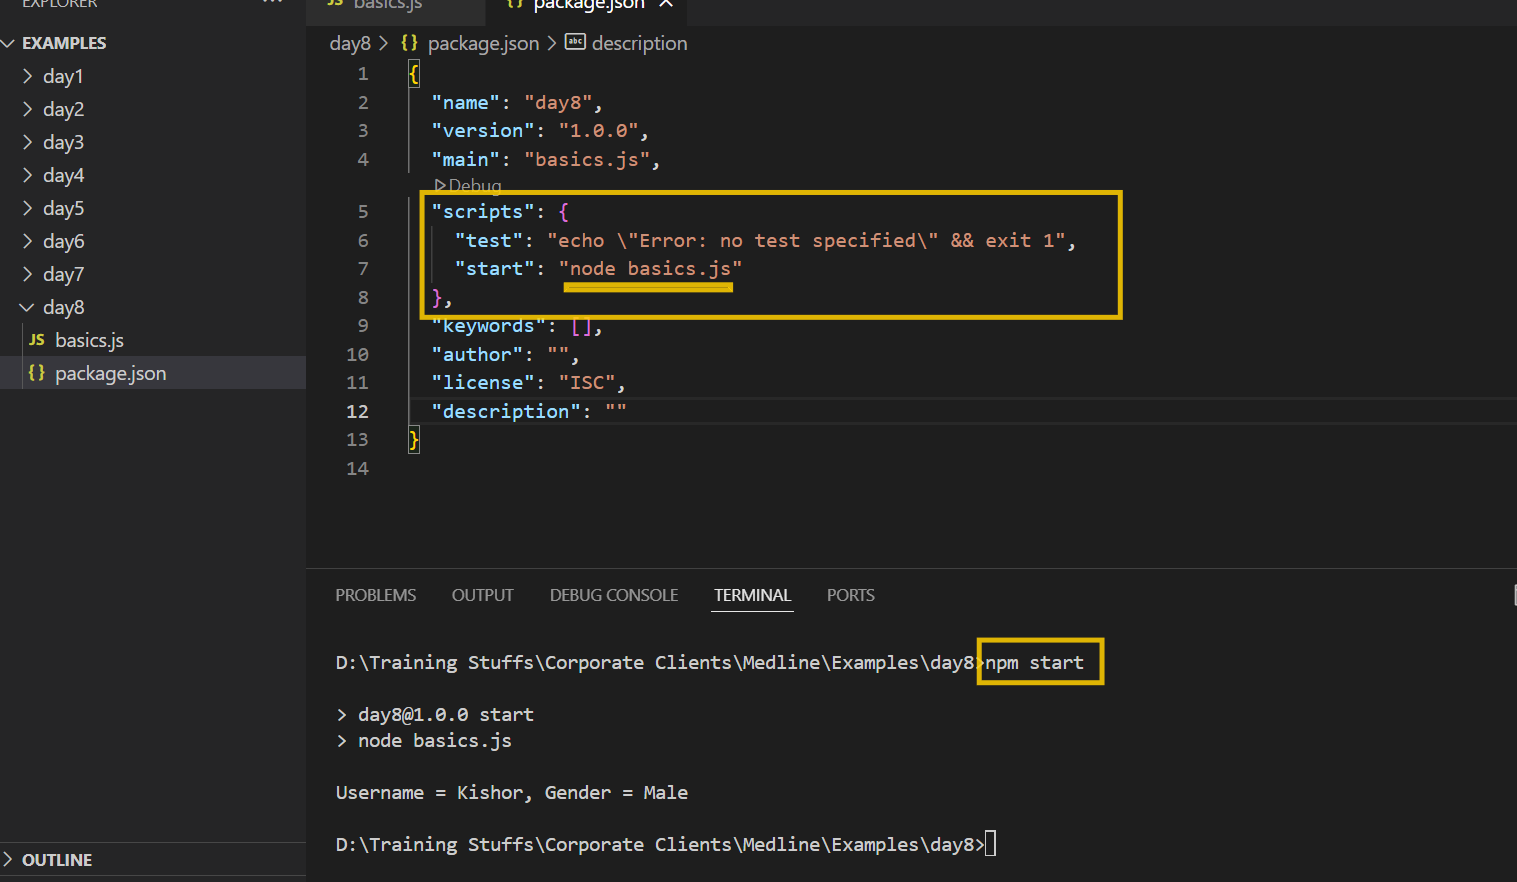 EXPLORER ...
JS basics.js {} package.json ×
EXAMPLES
day1
day2
day3
day4
day5
day6
day7
day8
JS basics.js
{} package.json
OUTLINE
day8 > {} package.json > abc description
1 {
2 "name": "day8",
3 "version": "1.0.0",
4 "main": "basics.js",
Debug
5 "scripts": {
6 "test": "echo \"Error: no test specified\" && exit 1",
7 "start": "node basics.js"
8 },
9 "keywords": [],
10 "author": "",
11 "license": "ISC",
12 "description": ""
13 }
14
PROBLEMS OUTPUT DEBUG CONSOLE TERMINAL PORTS
D:\Training Stuffs\Corporate Clients\Medline\Examples\day8>npm start
> day8@1.0.0 start
> node basics.js
Username = Kishor, Gender = Male
D:\Training Stuffs\Corporate Clients\Medline\Examples\day8>